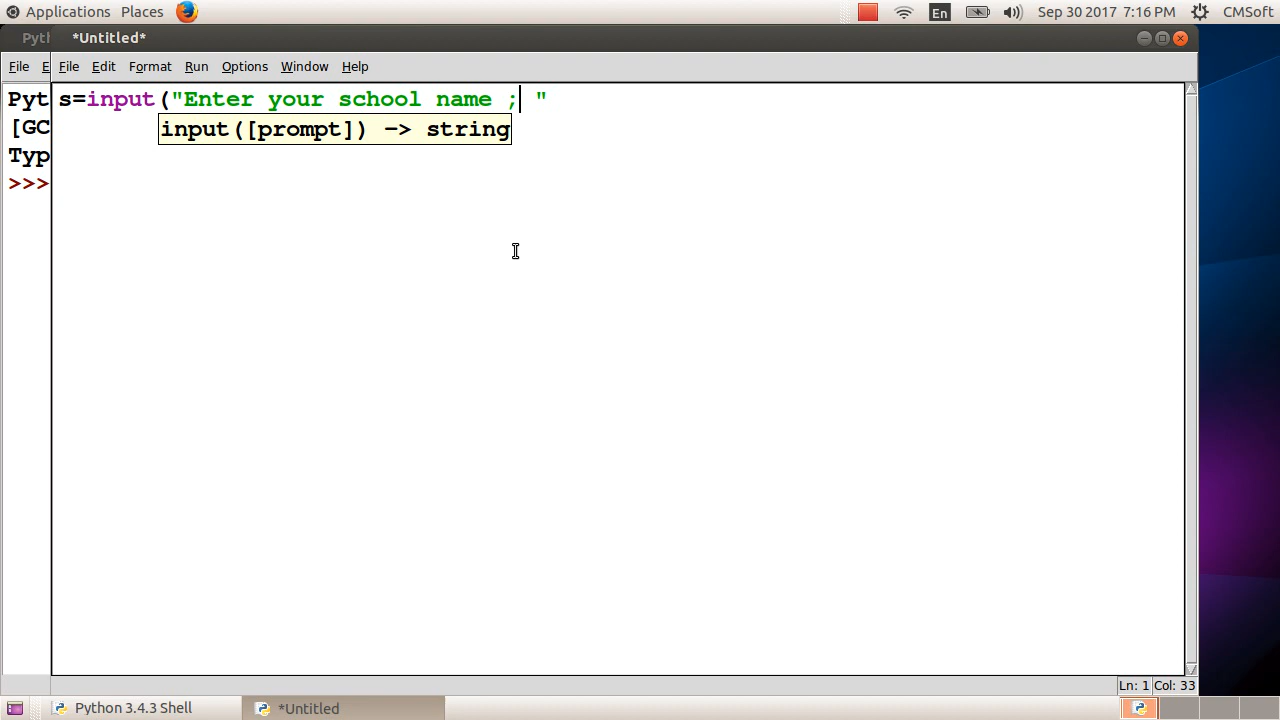 Applications Places En Sep 30 2017 7:16 PM CMSoft
Pyth *Untitled*
File E File Edit Format Run Options Window Help
Pyt s=input("Enter your school name ; "
[GC input([prompt]) -> string
Typ
>>>
Ln: 1 Col: 33
Python 3.4.3 Shell *Untitled